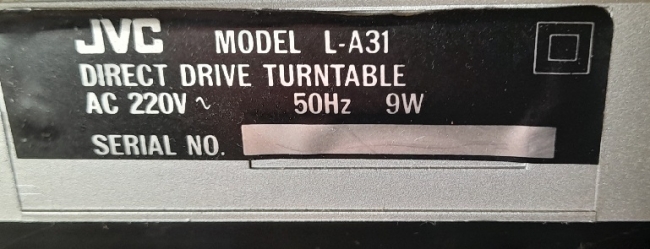 JVC MODEL L-A31
DIRECT DRIVE TURNTABLE
AC 220V ~ 50Hz 9W
SERIAL NO.